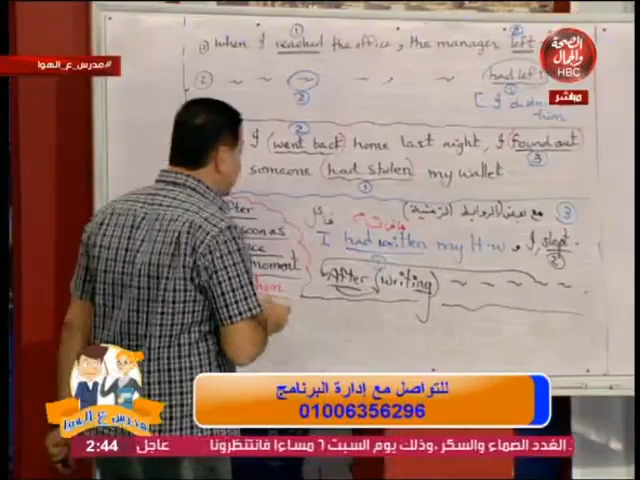 ① when I reached the office, the manager left
② had left
[ I didn't him
I went back home last night, I found out
someone had stolen my wallet
③ مع بعض الروابط الزمنية
فاعل
After
soon as
I had written my H.w, I slept.
moment
After (writing)
#مدرس_ع_الهوا
الصحة والجمال
HBC
مباشر
للتواصل مع إدارة البرنامج
01006356296
مدرس ع الهوا
2:44 عاجل الغدد الصماء والسكر، وذلك يوم السبت ٦ مساءا فانتظرونا